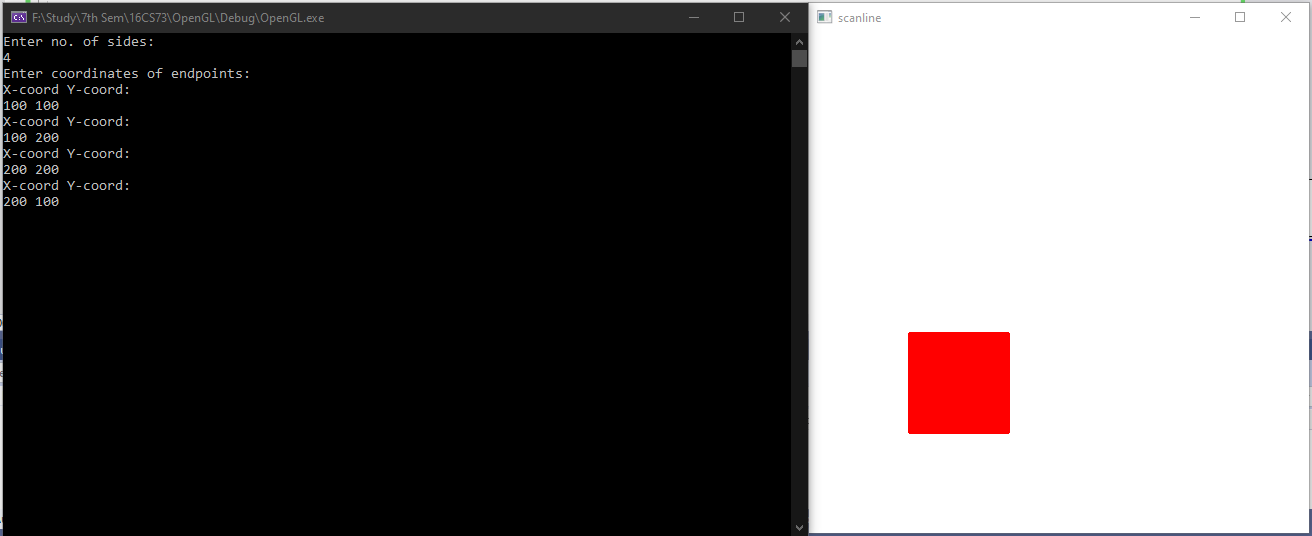 F:\Study\7th Sem\16CS73\OpenGL\Debug\OpenGL.exe
Enter no. of sides:
4
Enter coordinates of endpoints:
X-coord Y-coord:
100 100
X-coord Y-coord:
100 200
X-coord Y-coord:
200 200
X-coord Y-coord:
200 100
scanline